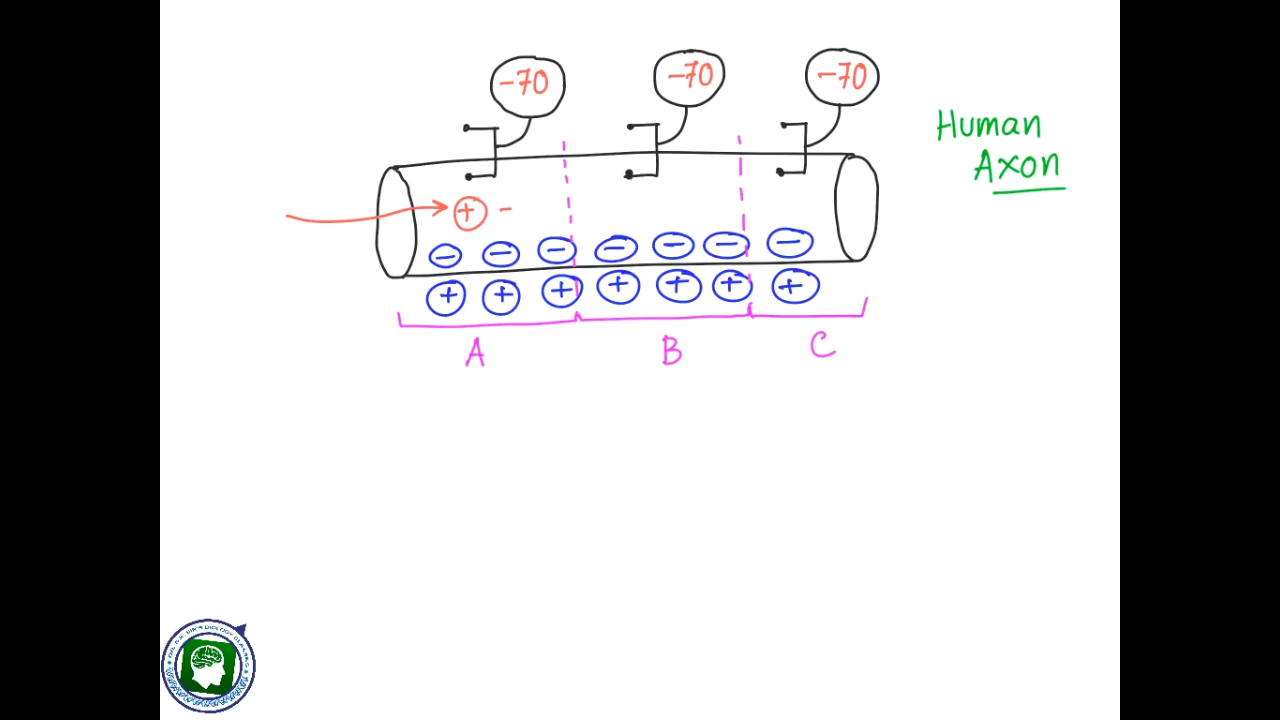 -70 -70 -70
Human
Axon
+ -
- - - - - - -
+ + + + + + +
A B C